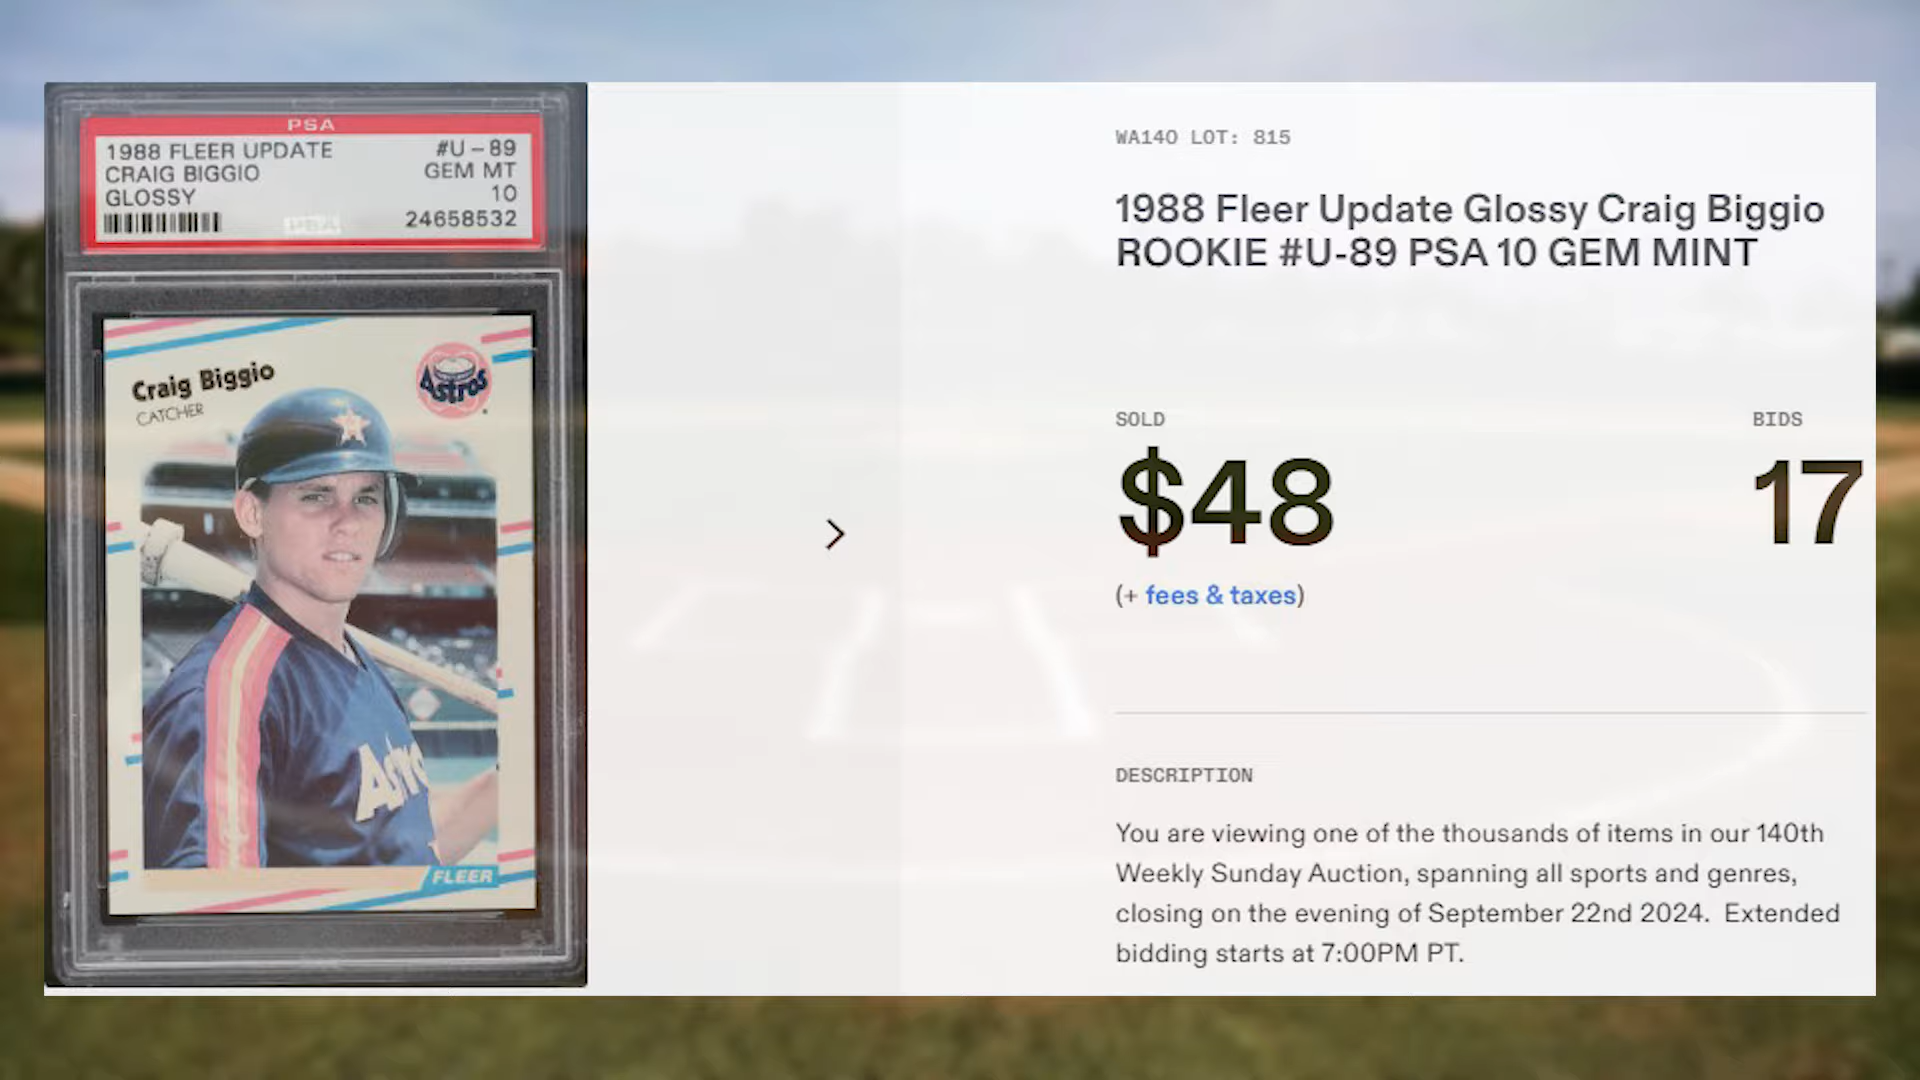 PSA
1988 FLEER UPDATE #U-89
CRAIG BIGGIO GEM MT
GLOSSY 10
24658532
PSA
Craig Biggio
CATCHER
Astros
Astro
FLEER
WA140 LOT: 815
1988 Fleer Update Glossy Craig Biggio
ROOKIE #U-89 PSA 10 GEM MINT
SOLD BIDS
$48 17
(+ fees & taxes)
DESCRIPTION
You are viewing one of the thousands of items in our 140th
Weekly Sunday Auction, spanning all sports and genres,
closing on the evening of September 22nd 2024. Extended
bidding starts at 7:00PM PT.